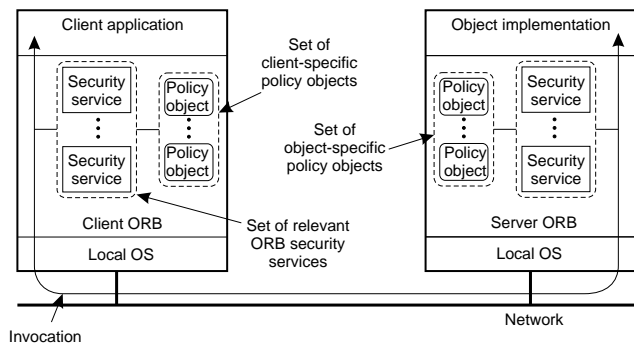 Client application
Set of
client-specific
policy objects
Object implementation
Security
service
Policy
object
Policy
object
Security
service
Set of
object-specific
policy objects
Security
service
Policy
object
Policy
object
Security
service
Client ORB
Set of relevant
ORB security
services
Server ORB
Local OS
Local OS
Network
Invocation